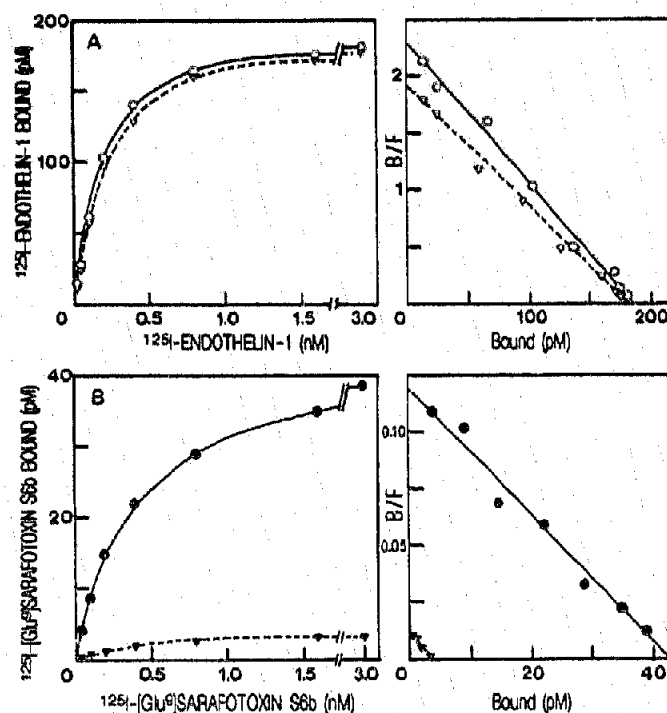 A
¹²⁵I-ENDOTHELIN-1 BOUND (pM)
200
100
0
0.5
1.0
1.5
3.0
¹²⁵I-ENDOTHELIN-1 (nM)
B/F
2
1
0
100
Bound (pM)
B
¹²⁵I-[Glu⁹]SARAFOTOXIN S6b BOUND (pM)
40
20
0
0.5
1.0
1.5
3.0
¹²⁵I-[Glu⁹]SARAFOTOXIN S6b (nM)
B/F
0.10
0.05
0
20
40
Bound (pM)